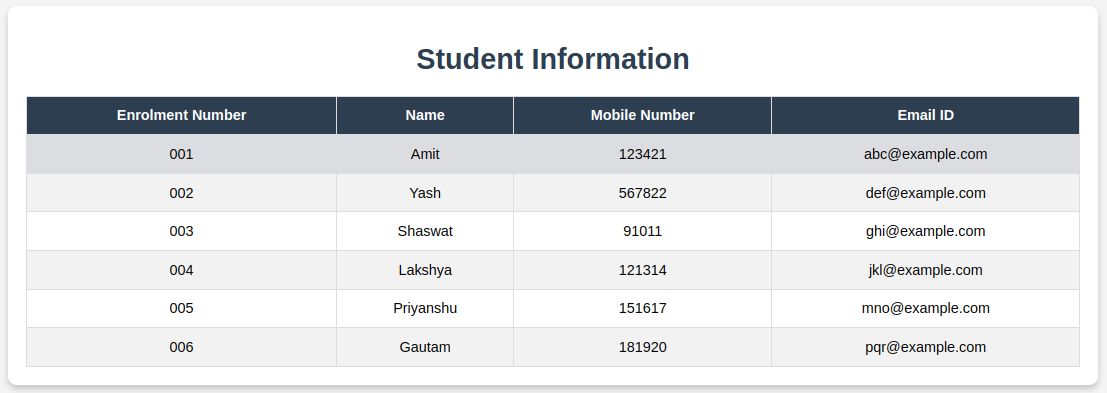 Student Information
Enrolment Number Name Mobile Number Email ID
001 Amit 123421 abc@example.com
002 Yash 567822 def@example.com
003 Shaswat 91011 ghi@example.com
004 Lakshya 121314 jkl@example.com
005 Priyanshu 151617 mno@example.com
006 Gautam 181920 pqr@example.com